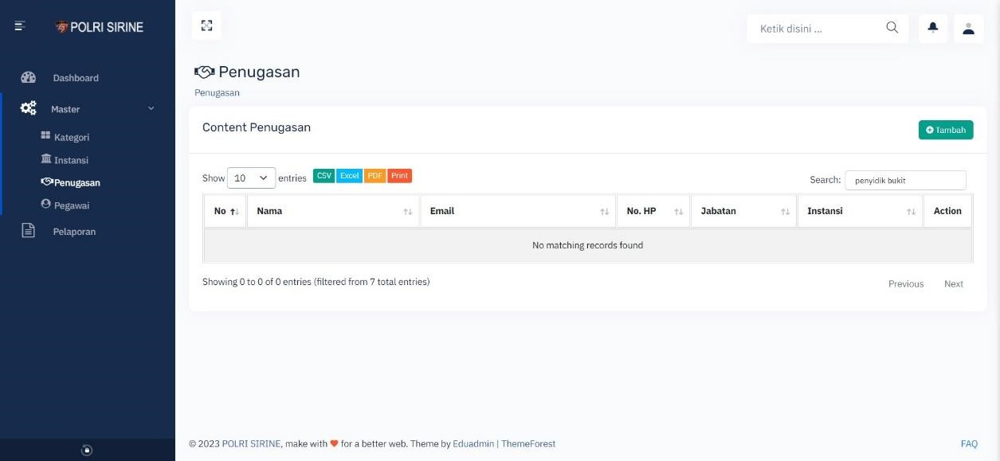 POLRI SIRINE
Ketik disini ...
Dashboard
Master
Kategori
Instansi
Penugasan
Pegawai
Pelaporan
Penugasan
Penugasan
Content Penugasan
Tambah
Show 10 entries CSV Excel PDF Print
Search: penyidik bukit
No Nama Email No. HP Jabatan Instansi Action
No matching records found
Showing 0 to 0 of 0 entries (filtered from 7 total entries)
Previous Next
© 2023 POLRI SIRINE, make with ❤ for a better web. Theme by Eduadmin | ThemeForest
FAQ